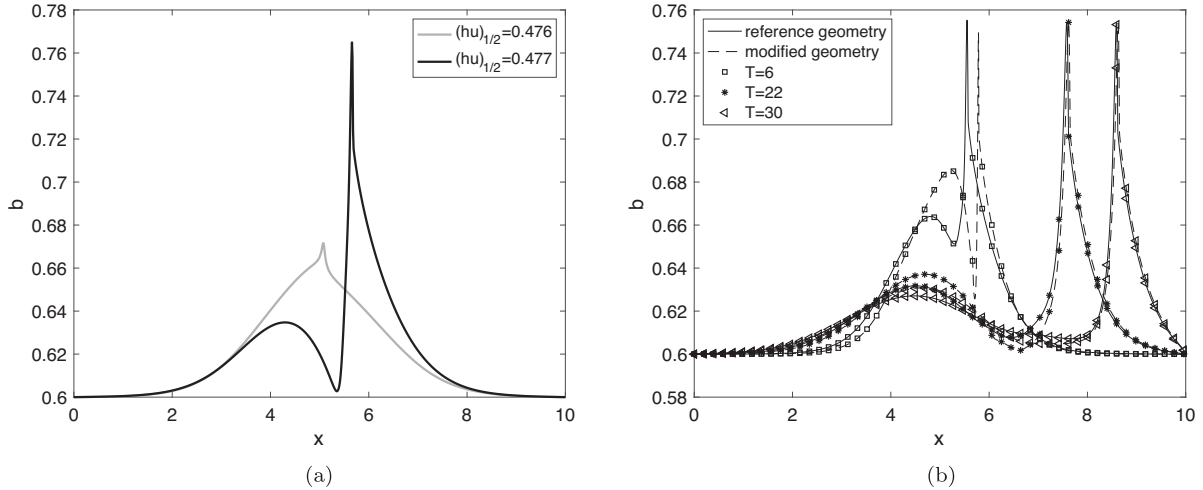 0.78
0.76
0.74
0.72
0.7
0.68
0.66
0.64
0.62
0.6
b
0 2 4 6 8 10
x
(hu)1/2=0.476
(hu)1/2=0.477
(a)
0.76
0.74
0.72
0.7
0.68
0.66
0.64
0.62
0.6
0.58
b
0 2 4 6 8 10
x
reference geometry
modified geometry
T=6
T=22
T=30
(b)